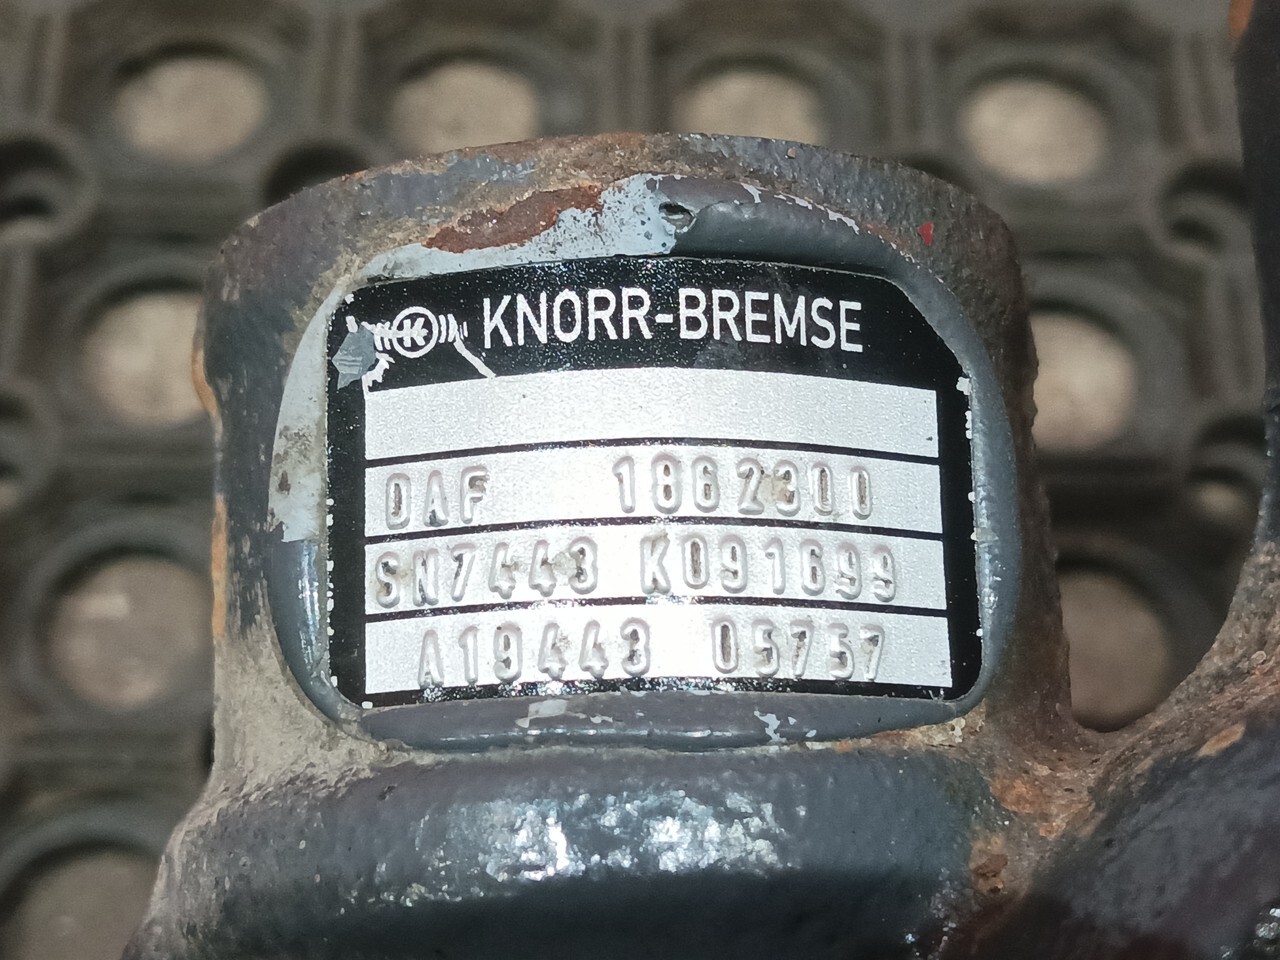 K KNORR-BREMSE
DAF 1862300
SN7443 K091699
A19443 05757